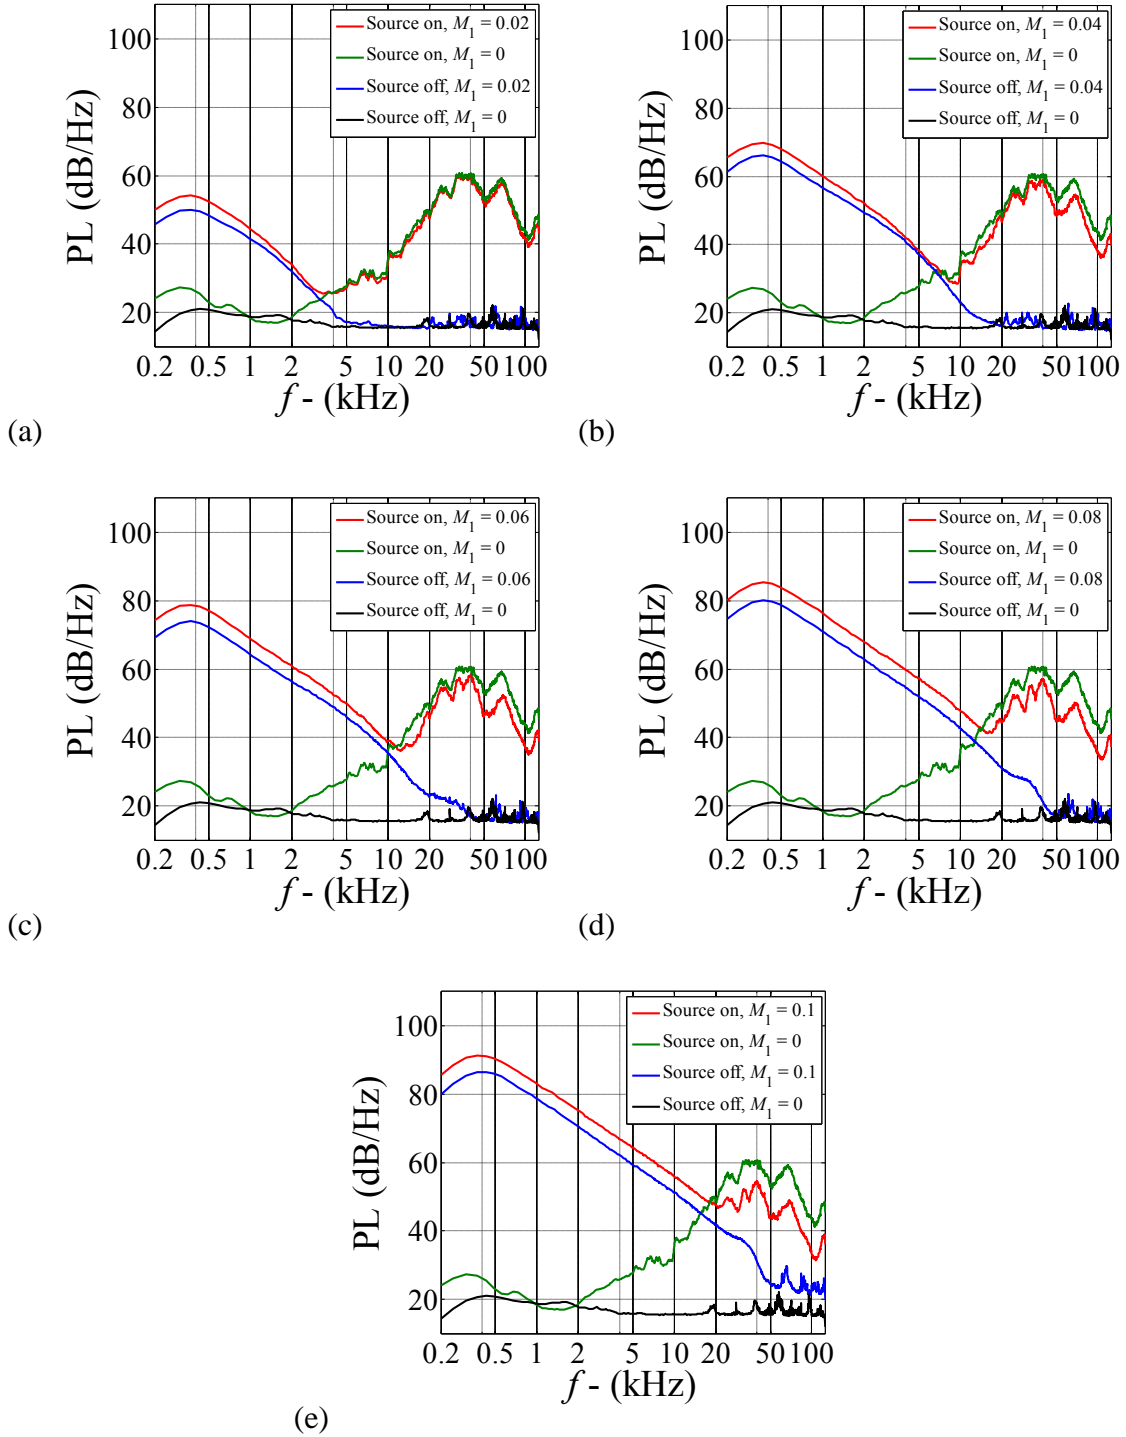 Source on, M1 = 0.02
Source on, M1 = 0
Source off, M1 = 0.02
Source off, M1 = 0
PL (dB/Hz)
100
80
60
40
20
0.2 0.5 1 2 5 10 20 50 100
f - (kHz)
(a)
Source on, M1 = 0.04
Source on, M1 = 0
Source off, M1 = 0.04
Source off, M1 = 0
PL (dB/Hz)
100
80
60
40
20
0.2 0.5 1 2 5 10 20 50 100
f - (kHz)
(b)
Source on, M1 = 0.06
Source on, M1 = 0
Source off, M1 = 0.06
Source off, M1 = 0
PL (dB/Hz)
100
80
60
40
20
0.2 0.5 1 2 5 10 20 50 100
f - (kHz)
(c)
Source on, M1 = 0.08
Source on, M1 = 0
Source off, M1 = 0.08
Source off, M1 = 0
PL (dB/Hz)
100
80
60
40
20
0.2 0.5 1 2 5 10 20 50 100
f - (kHz)
(d)
Source on, M1 = 0.1
Source on, M1 = 0
Source off, M1 = 0.1
Source off, M1 = 0
PL (dB/Hz)
100
80
60
40
20
0.2 0.5 1 2 5 10 20 50 100
f - (kHz)
(e)